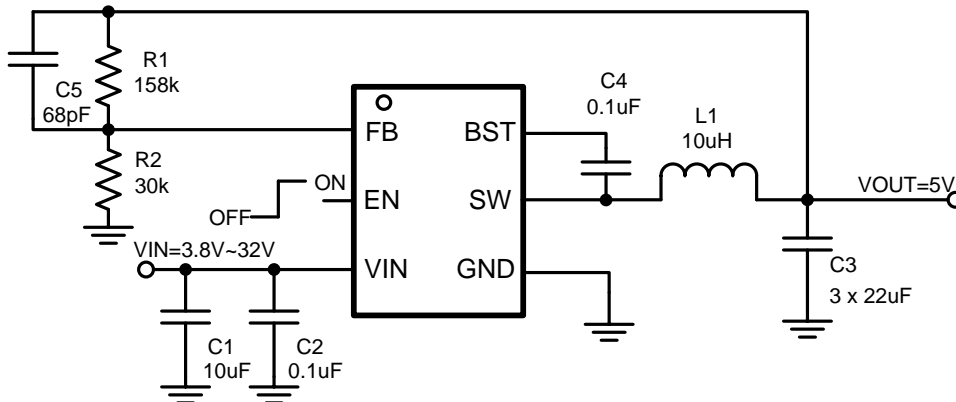 R1
158k
C5
68pF
R2
30k
FB
BST
EN
SW
VIN
GND
ON
OFF
C4
0.1uF
L1
10uH
VOUT=5V
VIN=3.8V~32V
C3
3 x 22uF
C1
10uF
C2
0.1uF